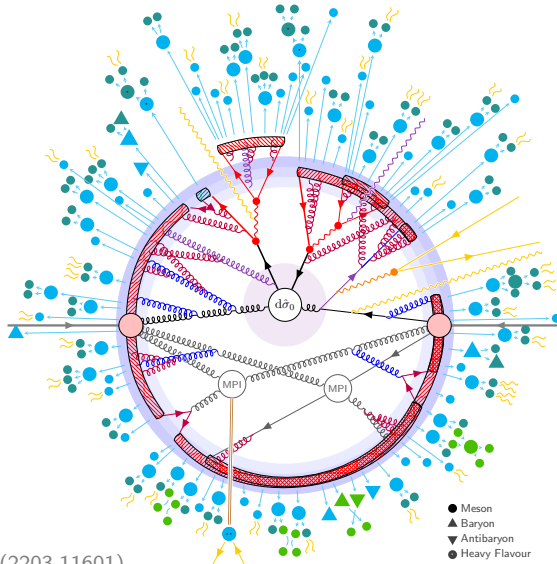 dσ̂₀
MPI
MPI
Meson
Baryon
Antibaryon
Heavy Flavour
(2203.11601)